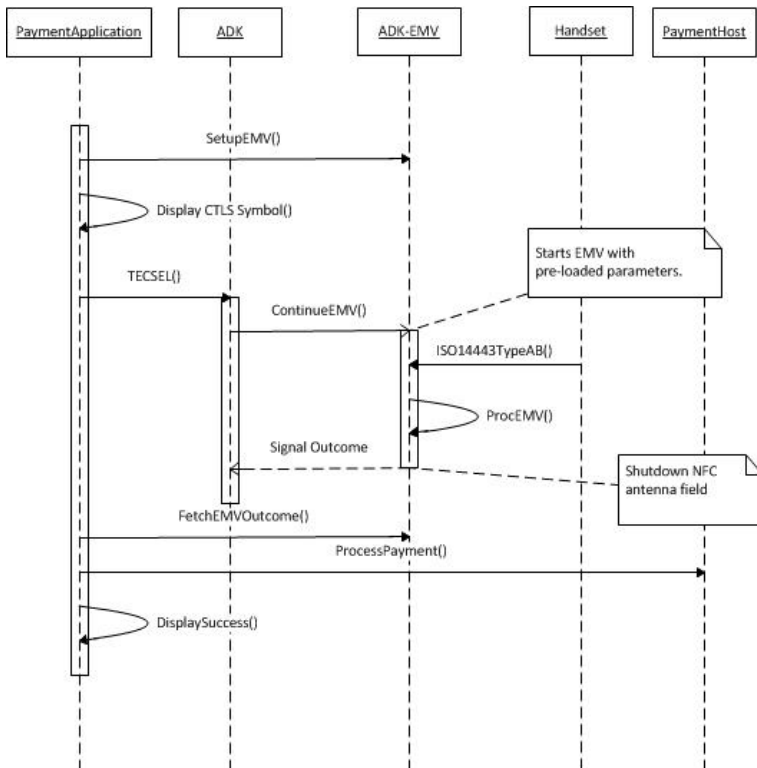 PaymentApplication
ADK
ADK-EMV
Handset
PaymentHost
SetupEMV()
Display CTLS Symbol()
Starts EMV with
pre-loaded parameters.
TECSEL()
ContinueEMV()
ISO14443TypeAB()
ProcEMV()
Signal Outcome
Shutdown NFC
antenna field
FetchEMVOutcome()
ProcessPayment()
DisplaySuccess()